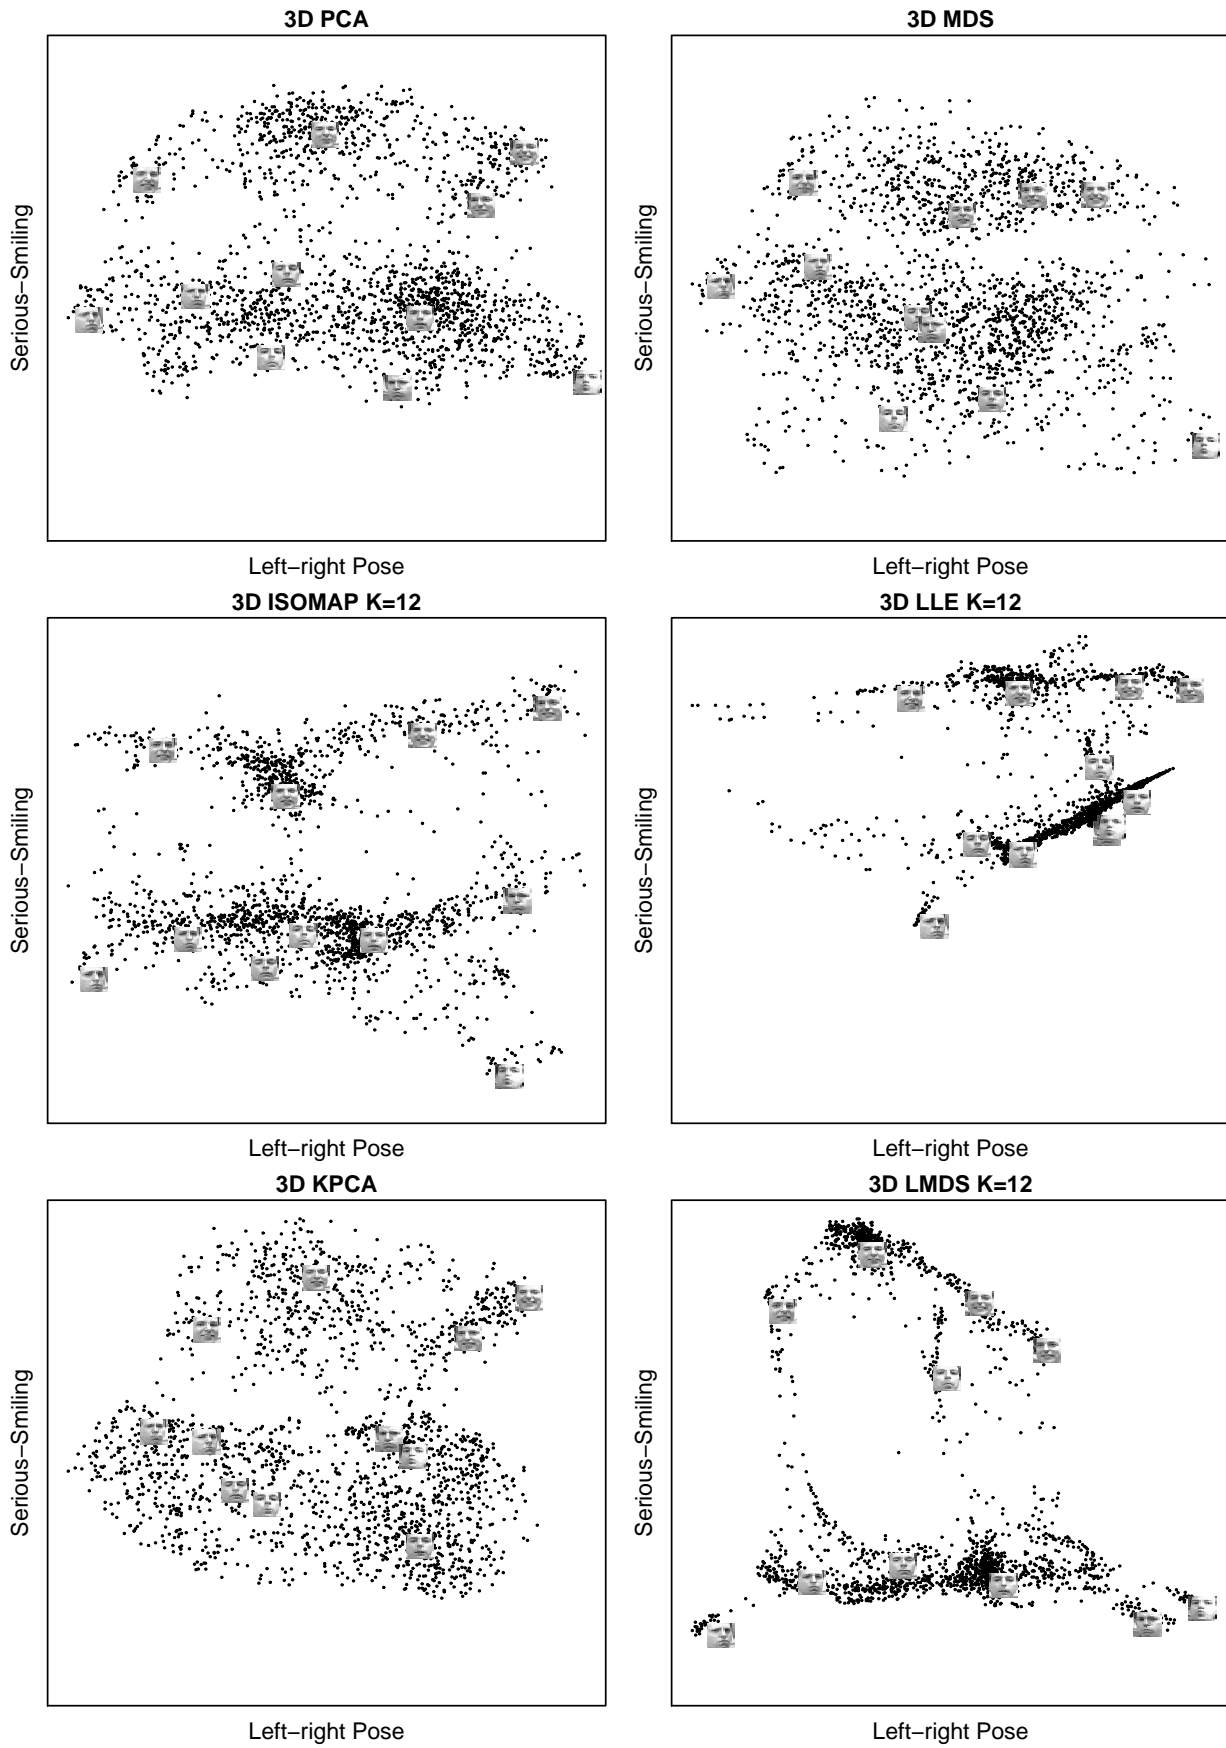 3D PCA
3D MDS
Serious−Smiling
Serious−Smiling
Left−right Pose
Left−right Pose
3D ISOMAP K=12
3D LLE K=12
Serious−Smiling
Serious−Smiling
Left−right Pose
Left−right Pose
3D KPCA
3D LMDS K=12
Serious−Smiling
Serious−Smiling
Left−right Pose
Left−right Pose